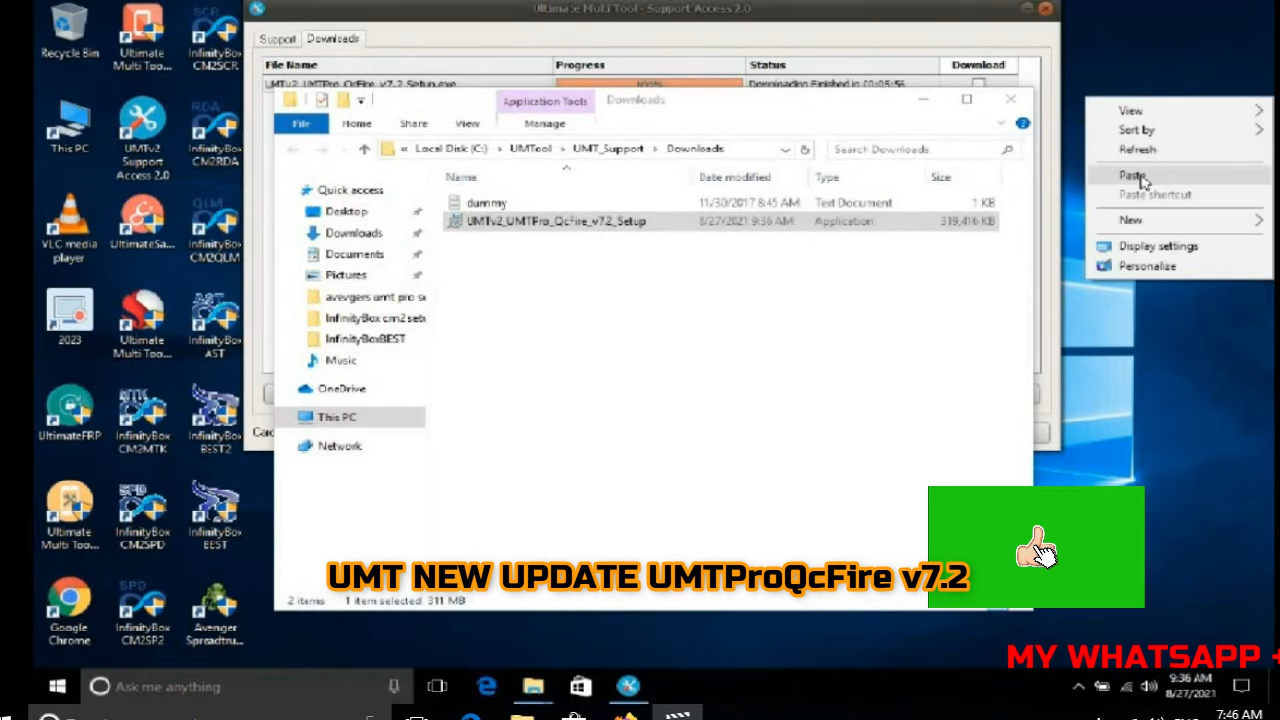 Ultimate Multi Tool - Support Access 2.0
Support
Downloads
File Name
Progress
Status
Download
UMTv2_UMTPro_QcFire_v7.2_Setup.exe
100%
Downloading Finished in 00:05:56
Application Tools
Downloads
File
Home
Share
View
Manage
« Local Disk (C:) › UMTool › UMT_Support › Downloads
Search Downloads
Name
Date modified
Type
Size
dummy
11/30/2017 8:45 AM
Text Document
1 KB
UMTv2_UMTPro_QcFire_v7.2_Setup
8/27/2021 9:36 AM
Application
319,416 KB
Quick access
Desktop
Downloads
Documents
Pictures
avevgers umt pro se
InfinityBox cm2 setu
InfinityBoxBEST
Music
OneDrive
This PC
Network
2 items
1 item selected 311 MB
View
Sort by
Refresh
Paste
Paste shortcut
New
Display settings
Personalize
Recycle Bin
Ultimate
Multi Too...
InfinityBox
CM2SCR
This PC
UMTv2
Support
Access 2.0
InfinityBox
CM2RDA
VLC media
player
UltimateSa...
InfinityBox
CM2QLM
2023
Ultimate
Multi Too...
InfinityBox
AST
UltimateFRP
InfinityBox
CM2MTK
InfinityBox
BEST2
Ultimate
Multi Too...
InfinityBox
CM2SPD
InfinityBox
BEST
Google
Chrome
InfinityBox
CM2SP2
Avenger
Spreadtru...
UMT NEW UPDATE UMTProQcFire v7.2
MY WHATSAPP +
Ask me anything
9:36 AM
8/27/2021
7:46 AM